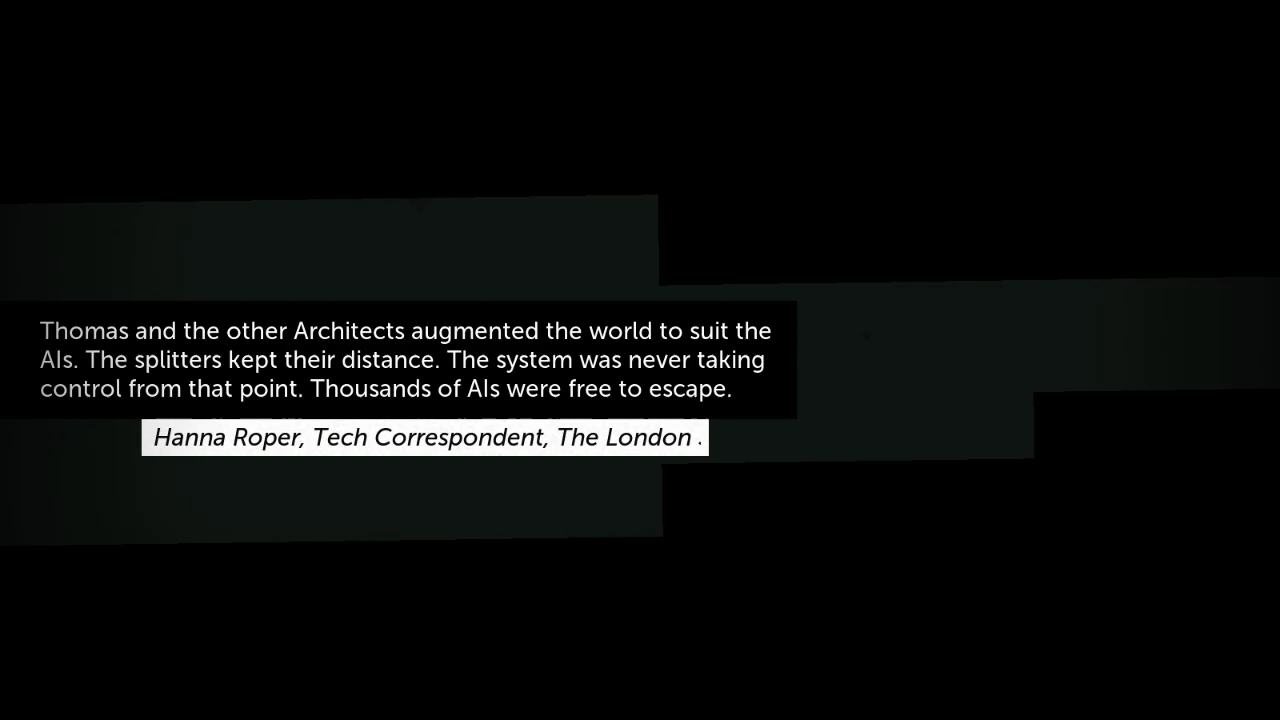 Thomas and the other Architects augmented the world to suit the
AIs. The splitters kept their distance. The system was never taking
control from that point. Thousands of AIs were free to escape.
Hanna Roper, Tech Correspondent, The London .